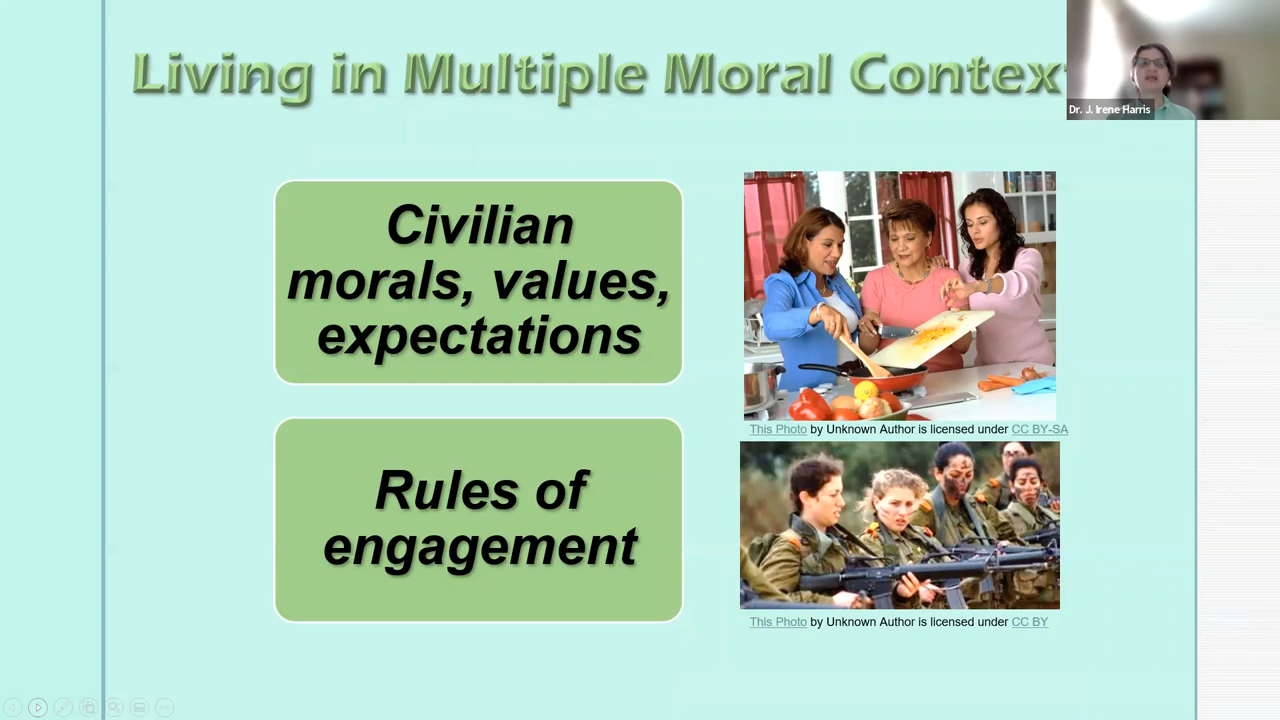 Living in Multiple Moral Contex
Dr. J. Irene Harris
Civilian
morals, values,
expectations
This Photo by Unknown Author is licensed under CC BY-SA
Rules of
engagement
This Photo by Unknown Author is licensed under CC BY